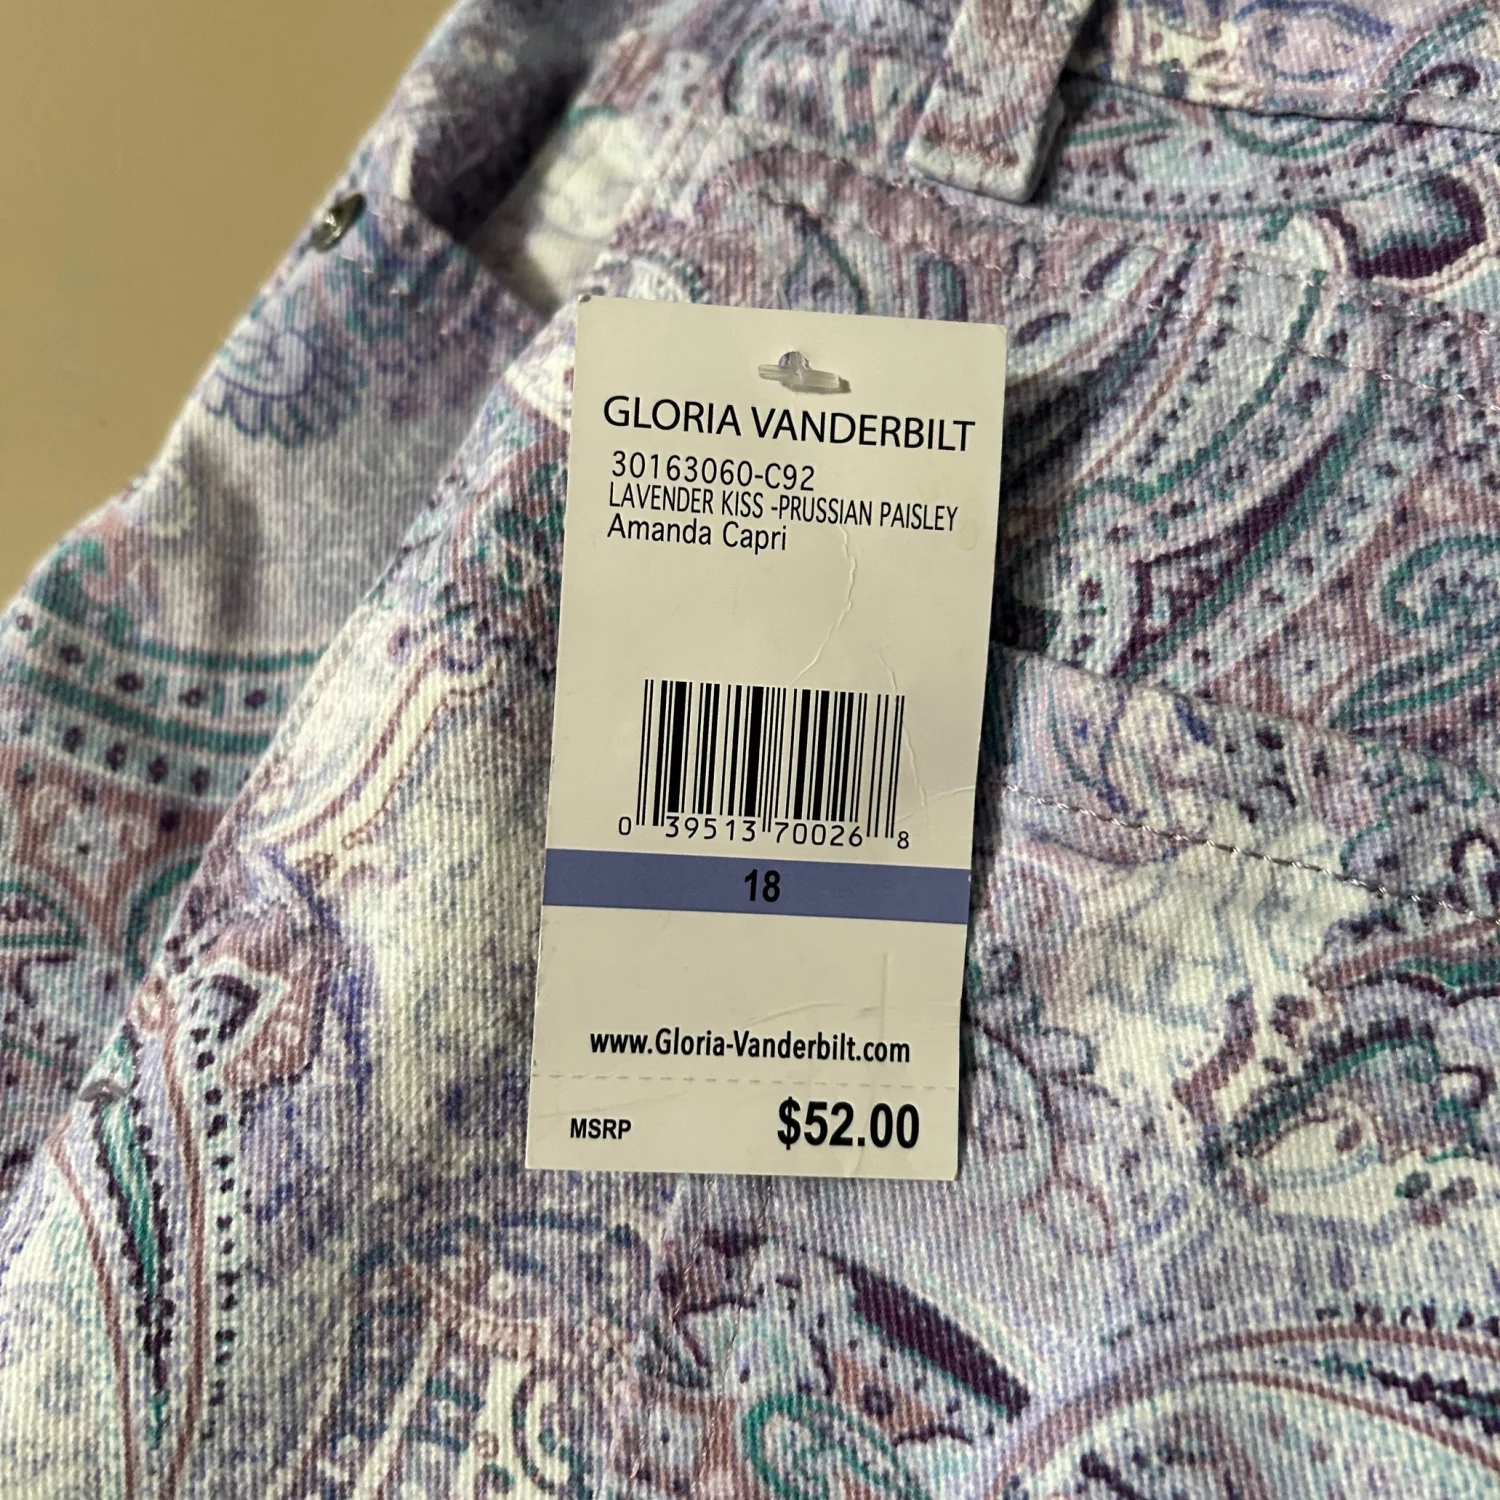 GLORIA VANDERBILT
30163060-C92
LAVENDER KISS -PRUSSIAN PAISLEY
Amanda Capri
0 39513 70026 8
18
www.Gloria-Vanderbilt.com
MSRP $52.00